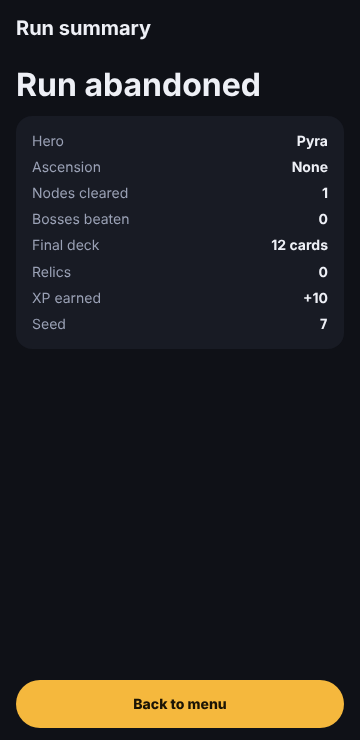 Run summary
Run abandoned
Hero Pyra
Ascension None
Nodes cleared 1
Bosses beaten 0
Final deck 12 cards
Relics 0
XP earned +10
Seed 7
Back to menu